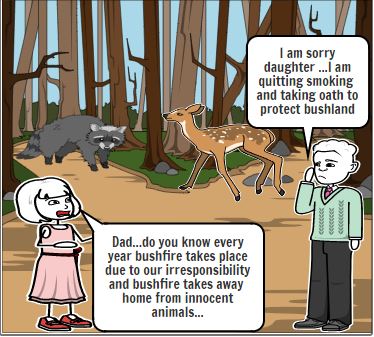 I am sorry
daughter ...I am
quitting smoking
and taking oath to
protect bushland
Dad...do you know every
year bushfire takes place
due to our irresponsibility
and bushfire takes away
home from innocent
animals...